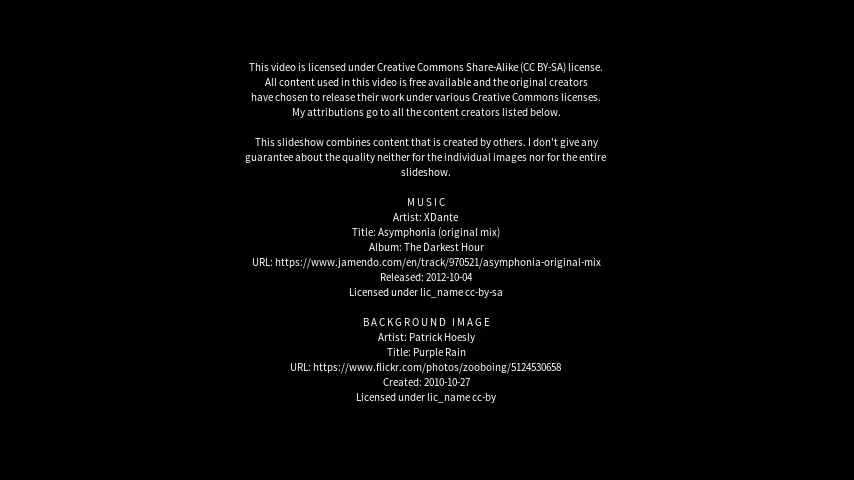 This video is licensed under Creative Commons Share-Alike (CC BY-SA) license.
All content used in this video is free available and the original creators
have chosen to release their work under various Creative Commons licenses.
My attributions go to all the content creators listed below.
This slideshow combines content that is created by others. I don't give any
guarantee about the quality neither for the individual images nor for the entire
slideshow.
MUSIC
Artist: XDante
Title: Asymphonia (original mix)
Album: The Darkest Hour
URL: https://www.jamendo.com/en/track/970521/asymphonia-original-mix
Released: 2012-10-04
Licensed under lic_name cc-by-sa
BACKGROUND IMAGE
Artist: Patrick Hoesly
Title: Purple Rain
URL: https://www.flickr.com/photos/zooboing/5124530658
Created: 2010-10-27
Licensed under lic_name cc-by